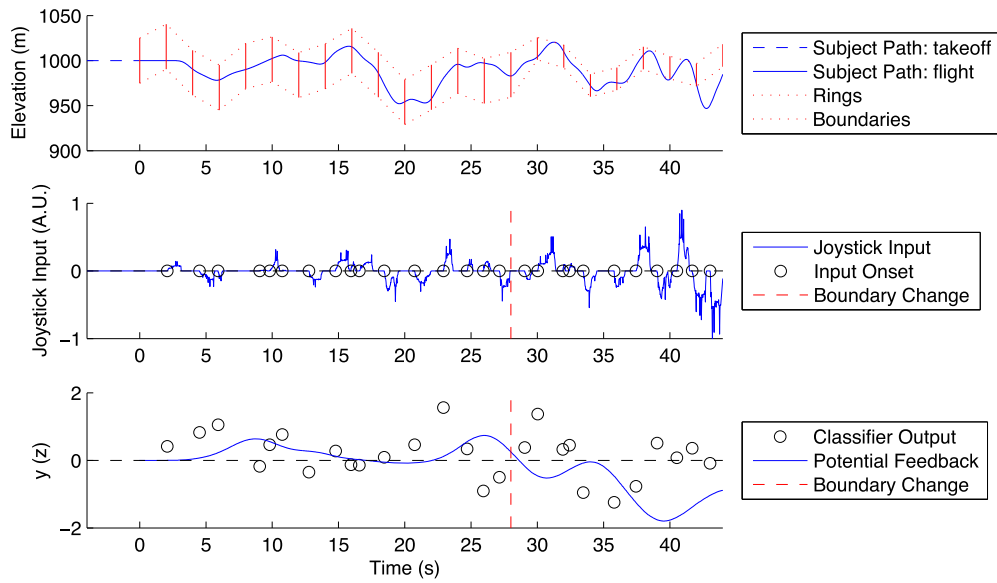 1050
1000
950
900
Elevation (m)
0 5 10 15 20 25 30 35 40
Subject Path: takeoff
Subject Path: flight
Rings
Boundaries
1
0
−1
Joystick Input (A.U.)
0 5 10 15 20 25 30 35 40
Joystick Input
Input Onset
Boundary Change
2
0
−2
y (z)
0 5 10 15 20 25 30 35 40
Time (s)
Classifier Output
Potential Feedback
Boundary Change